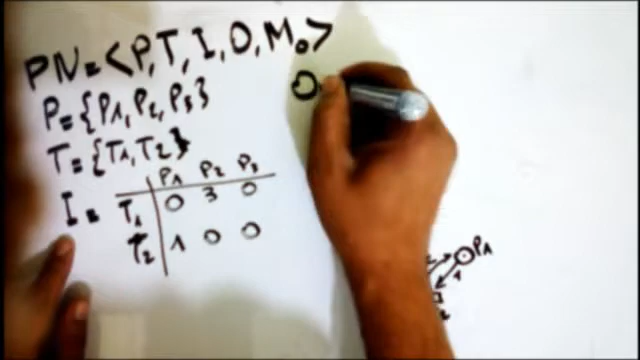 PN = <P, T, I, O, M₀>
P = {P1, P2, P3}
T = {T1, T2}
O
I =
P1 P2 P3
T1 0 3 0
T2 1 0 0
P1
1